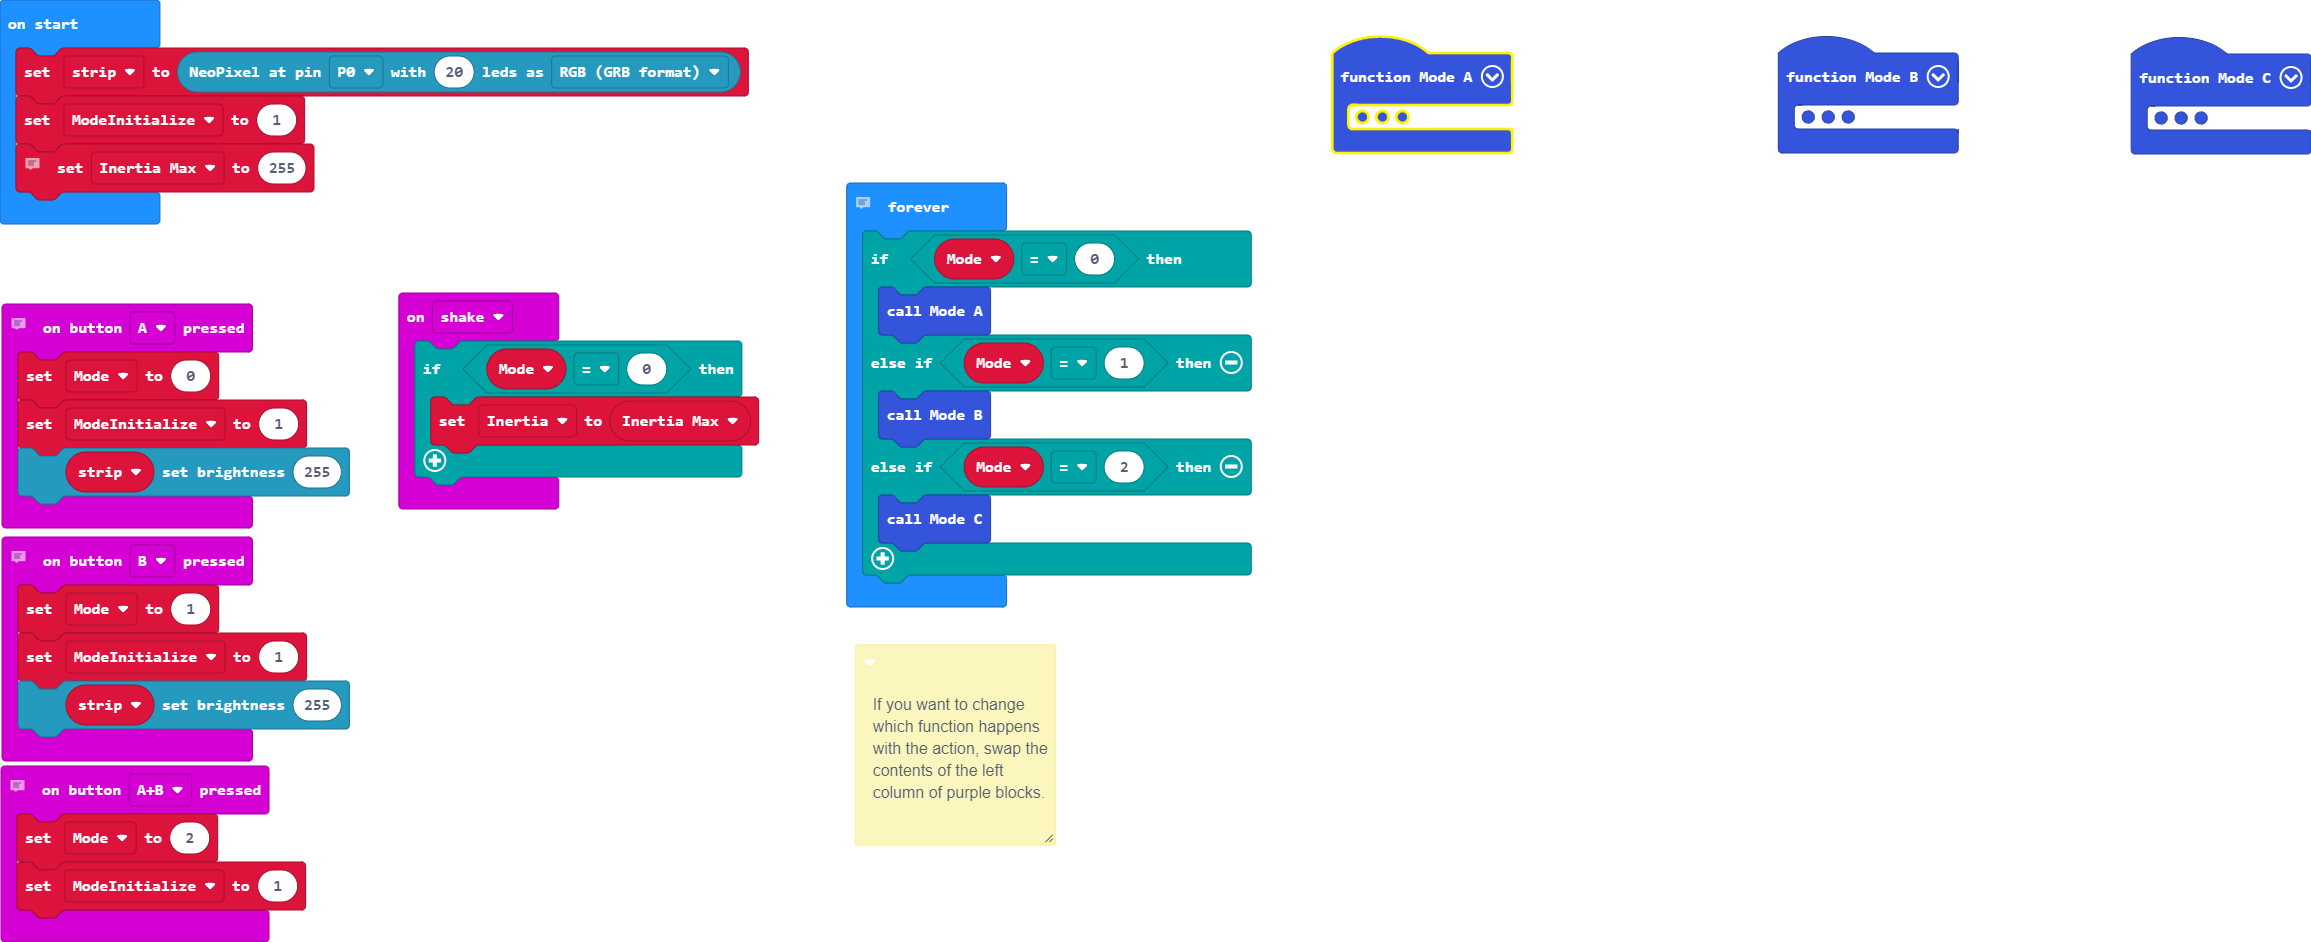 on start
set strip to NeoPixel at pin P0 with 20 leds as RGB (GRB format)
set ModeInitialize to 1
set Inertia Max to 255
on button A pressed
set Mode to 0
set ModeInitialize to 1
strip set brightness 255
on button B pressed
set Mode to 1
set ModeInitialize to 1
strip set brightness 255
on button A+B pressed
set Mode to 2
set ModeInitialize to 1
on shake
if Mode = 0 then
set Inertia to Inertia Max
forever
if Mode = 0 then
call Mode A
else if Mode = 1 then
call Mode B
else if Mode = 2 then
call Mode C
If you want to change
which function happens
with the action, swap the
contents of the left
column of purple blocks.
function Mode A
function Mode B
function Mode C